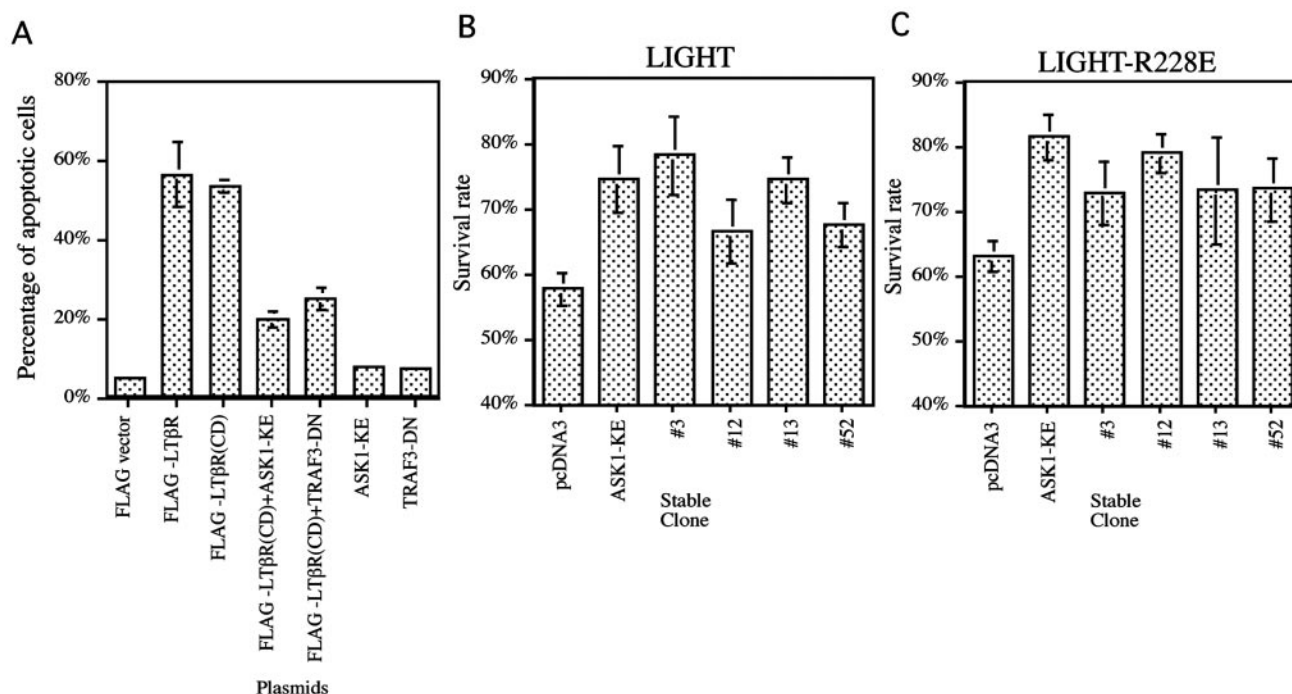 A
80%
60%
40%
20%
0%
Percentage of apoptotic cells
FLAG vector
FLAG -LTβR
FLAG -LTβR(CD)
FLAG -LTβR(CD)+ASK1-KE
FLAG -LTβR(CD)+TRAF3-DN
ASK1-KE
TRAF3-DN
Plasmids
B
LIGHT
90%
80%
70%
60%
50%
40%
Survival rate
pcDNA3
ASK1-KE
#3
#12
#13
#52
Stable
Clone
C
LIGHT-R228E
90%
80%
70%
60%
50%
40%
Survival rate
pcDNA3
ASK1-KE
#3
#12
#13
#52
Stable
Clone